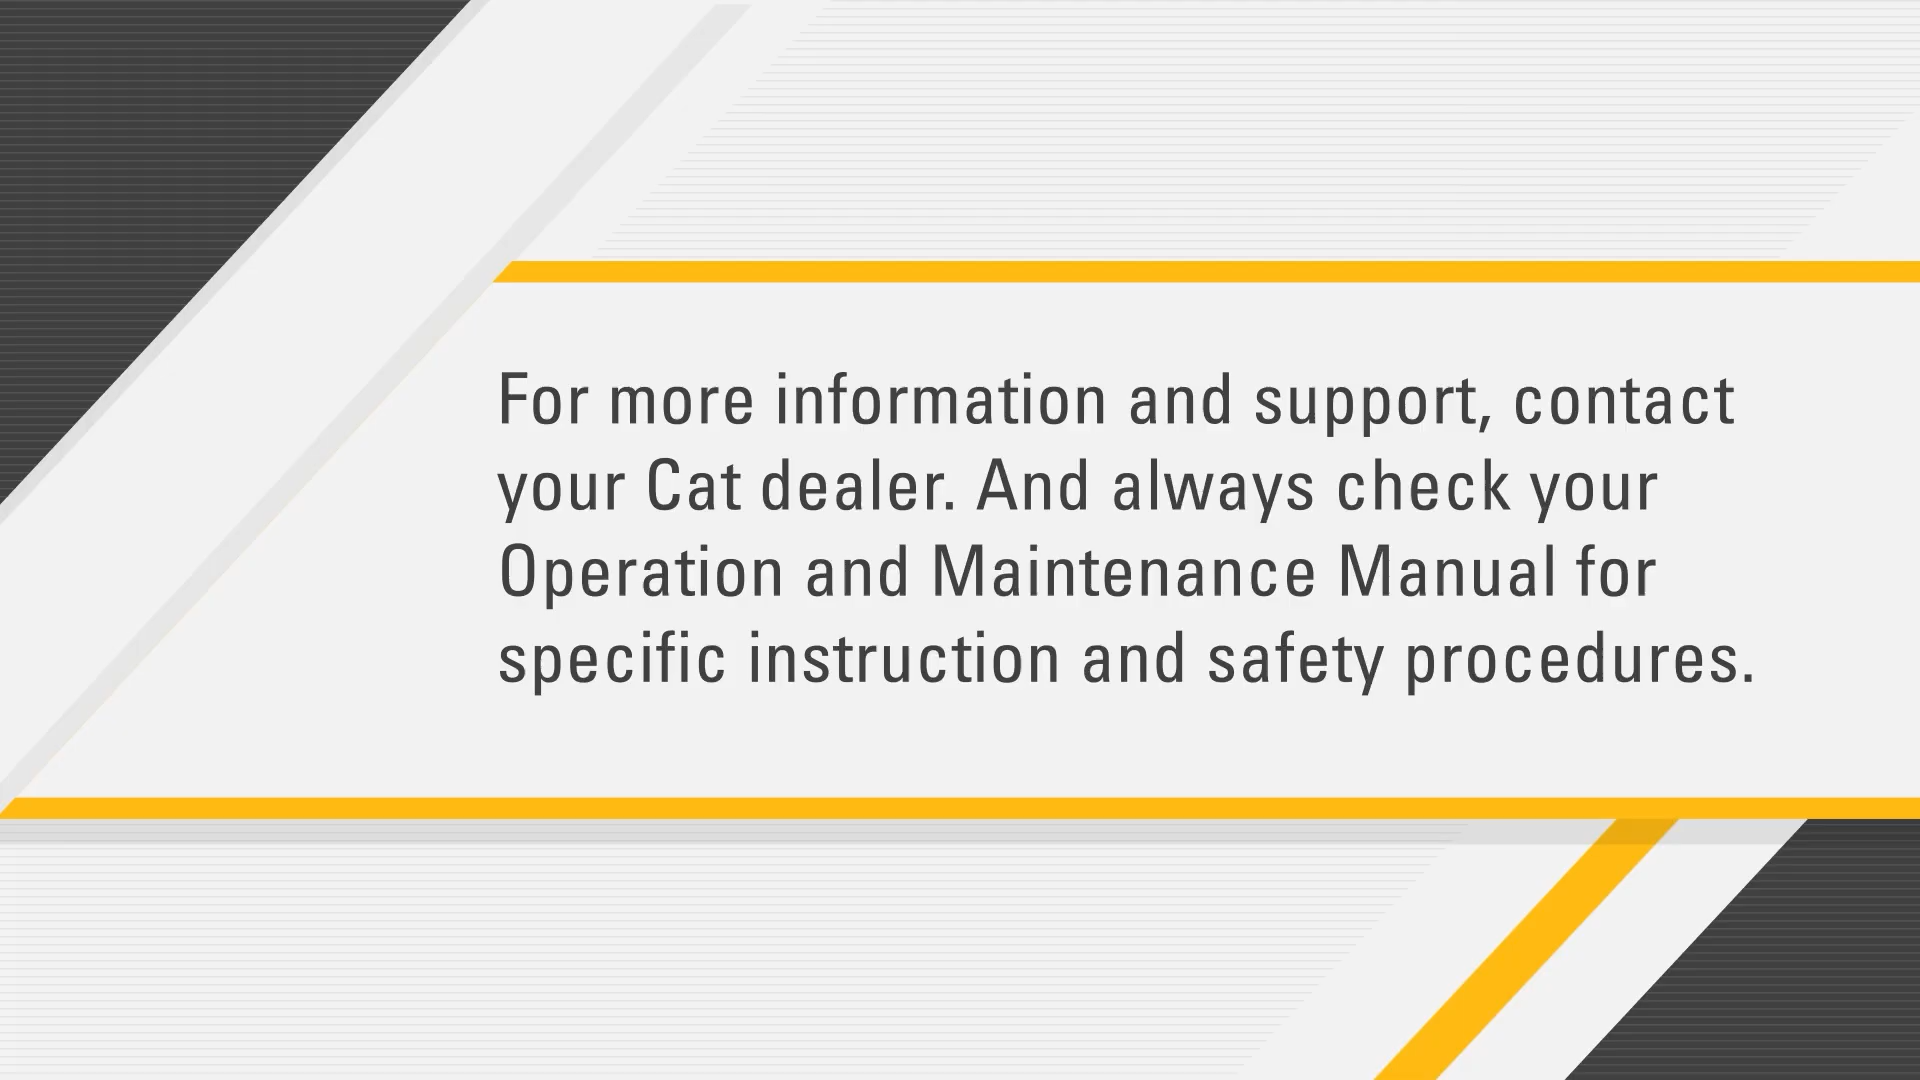 For more information and support, contact
your Cat dealer. And always check your
Operation and Maintenance Manual for
specific instruction and safety procedures.